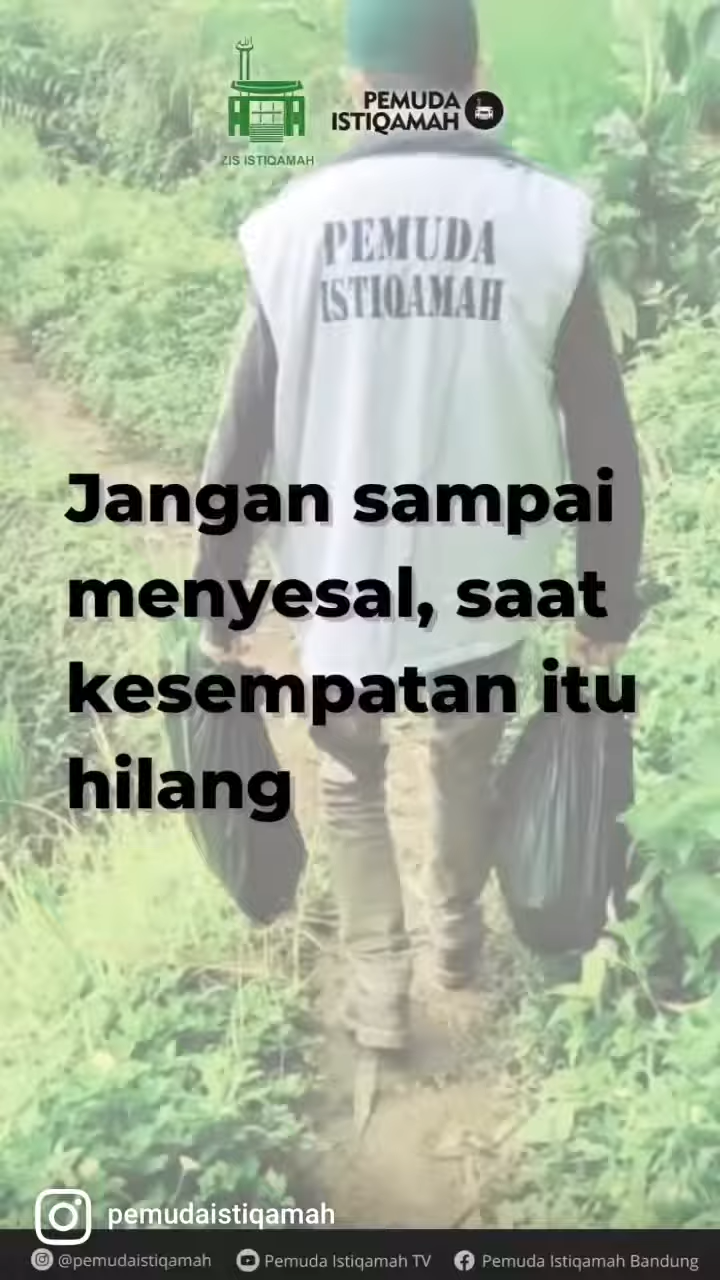 الله
ZIS ISTIQAMAH
PEMUDA
ISTIQAMAH
PEMUDA
ISTIQAMAH
Jangan sampai
menyesal, saat
kesempatan itu
hilang
pemudaistiqamah
@pemudaistiqamah Pemuda Istiqamah TV Pemuda Istiqamah Bandung